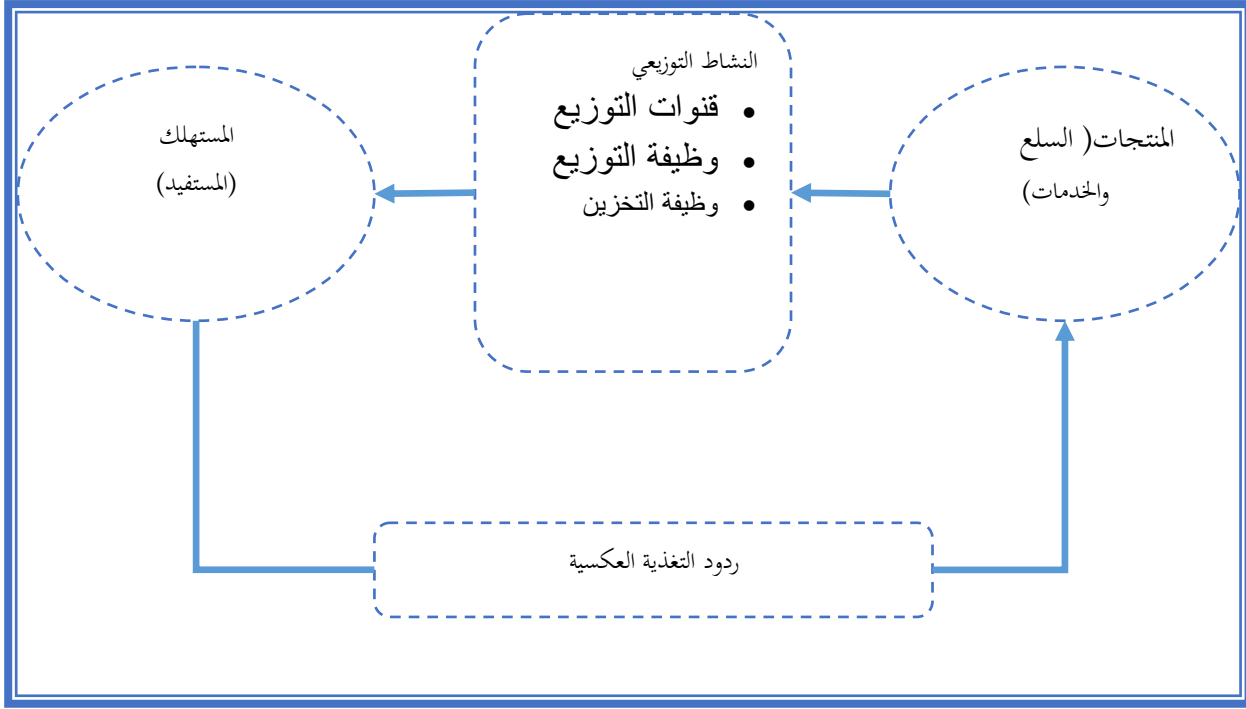 المنتجات( السلع
والخدمات)
النشاط التوزيعي
• قنوات التوزيع
• وظيفة التوزيع
• وظيفة التخزين
المستهلك
(المستفيد)
ردود التغذية العكسية